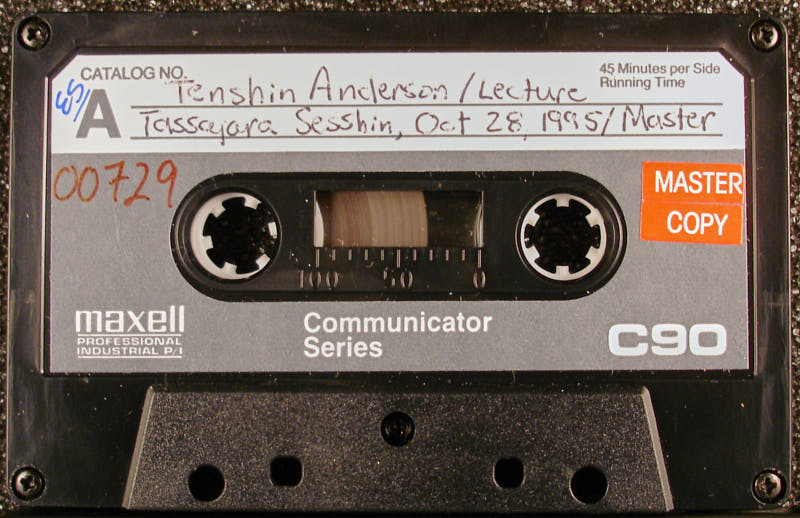 CATALOG NO.
45 Minutes per Side
Running Time
A
Tenshin Anderson/Lecture
Tassajara Sesshin, Oct 28, 1995/Master
00729
MASTER
COPY
100 50 0
maxell
PROFESSIONAL
INDUSTRIAL P/I
Communicator
Series
C90